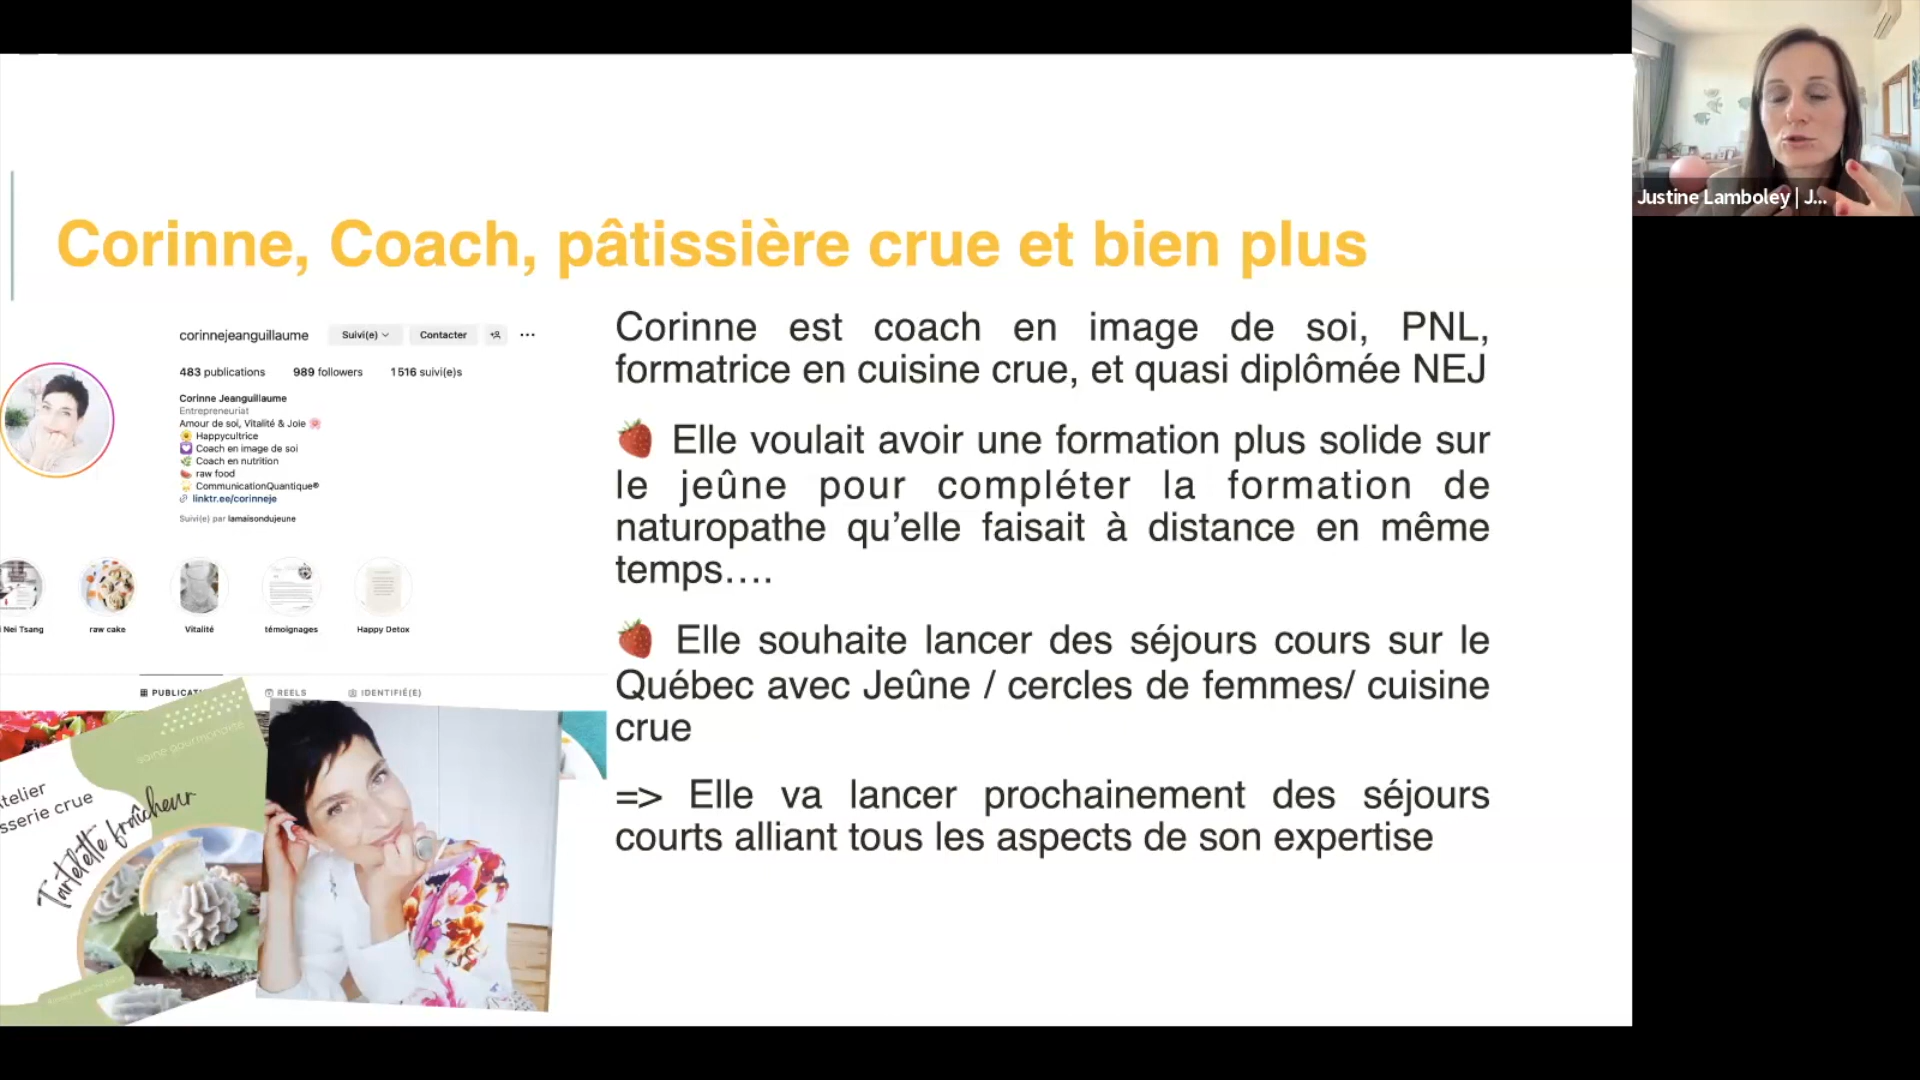 Justine Lamboley | J...
Corinne, Coach, pâtissière crue et bien plus
corinnejeanguillaume
Suivi(e)
Contacter
483 publications
989 followers
1 516 suivi(e)s
Corinne Jeanguillaume
Entrepreneuriat
Amour de soi, Vitalité & Joie 🌸
🌻 Happycultrice
💟 Coach en image de soi
🌿 Coach en nutrition
🍉 raw food
CommunicationQuantique®
linktr.ee/corinneje
Suivi(e) par lamaisondujeune
Nei Tsang
raw cake
Vitalité
témoignages
Happy Detox
PUBLICAT
REELS
IDENTIFIÉ(E)
saine gourmandise
telier
sserie crue
Tartelette fraîcheur
Corinne est coach en image de soi, PNL,
formatrice en cuisine crue, et quasi diplômée NEJ
🍓 Elle voulait avoir une formation plus solide sur
le jeûne pour compléter la formation de
naturopathe qu’elle faisait à distance en même
temps….
🍓 Elle souhaite lancer des séjours cours sur le
Québec avec Jeûne / cercles de femmes/ cuisine
crue
=> Elle va lancer prochainement des séjours
courts alliant tous les aspects de son expertise